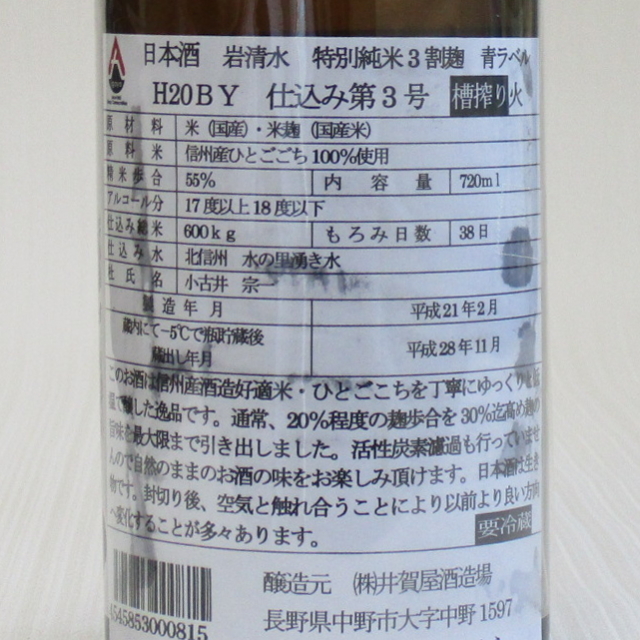 日本酒 岩清水 特別純米3割麹 青ラベル
H20BY 仕込み第3号 槽搾り火
原材料 米(国産)・米麹(国産米)
原料米 信州産ひとごごち100%使用
精米歩合 55% 内容量 720ml
アルコール分 17度以上18度以下
仕込み総米 600kg もろみ日数 38日
仕込み水 北信州 水の里湧き水
杜氏名 小古井 宗一
製造年月 平成21年2月
蔵内にて-5℃で瓶貯蔵後
蔵出し年月 平成28年11月
このお酒は信州産酒造好適米・ひとごこちを丁寧にゆっくりと低
温で醸した逸品です。通常、20%程度の麹歩合を30%迄高め麹の
旨味を最大限まで引き出しました。活性炭素濾過も行っていませ
んので自然のままのお酒の味をお楽しみ頂けます。日本酒は生き
物です。封切り後、空気と触れ合うことにより以前より良い方向
へ変化することが多々あります。 要冷蔵
醸造元 (株)井賀屋酒造場
長野県中野市大字中野1597
4545853000815